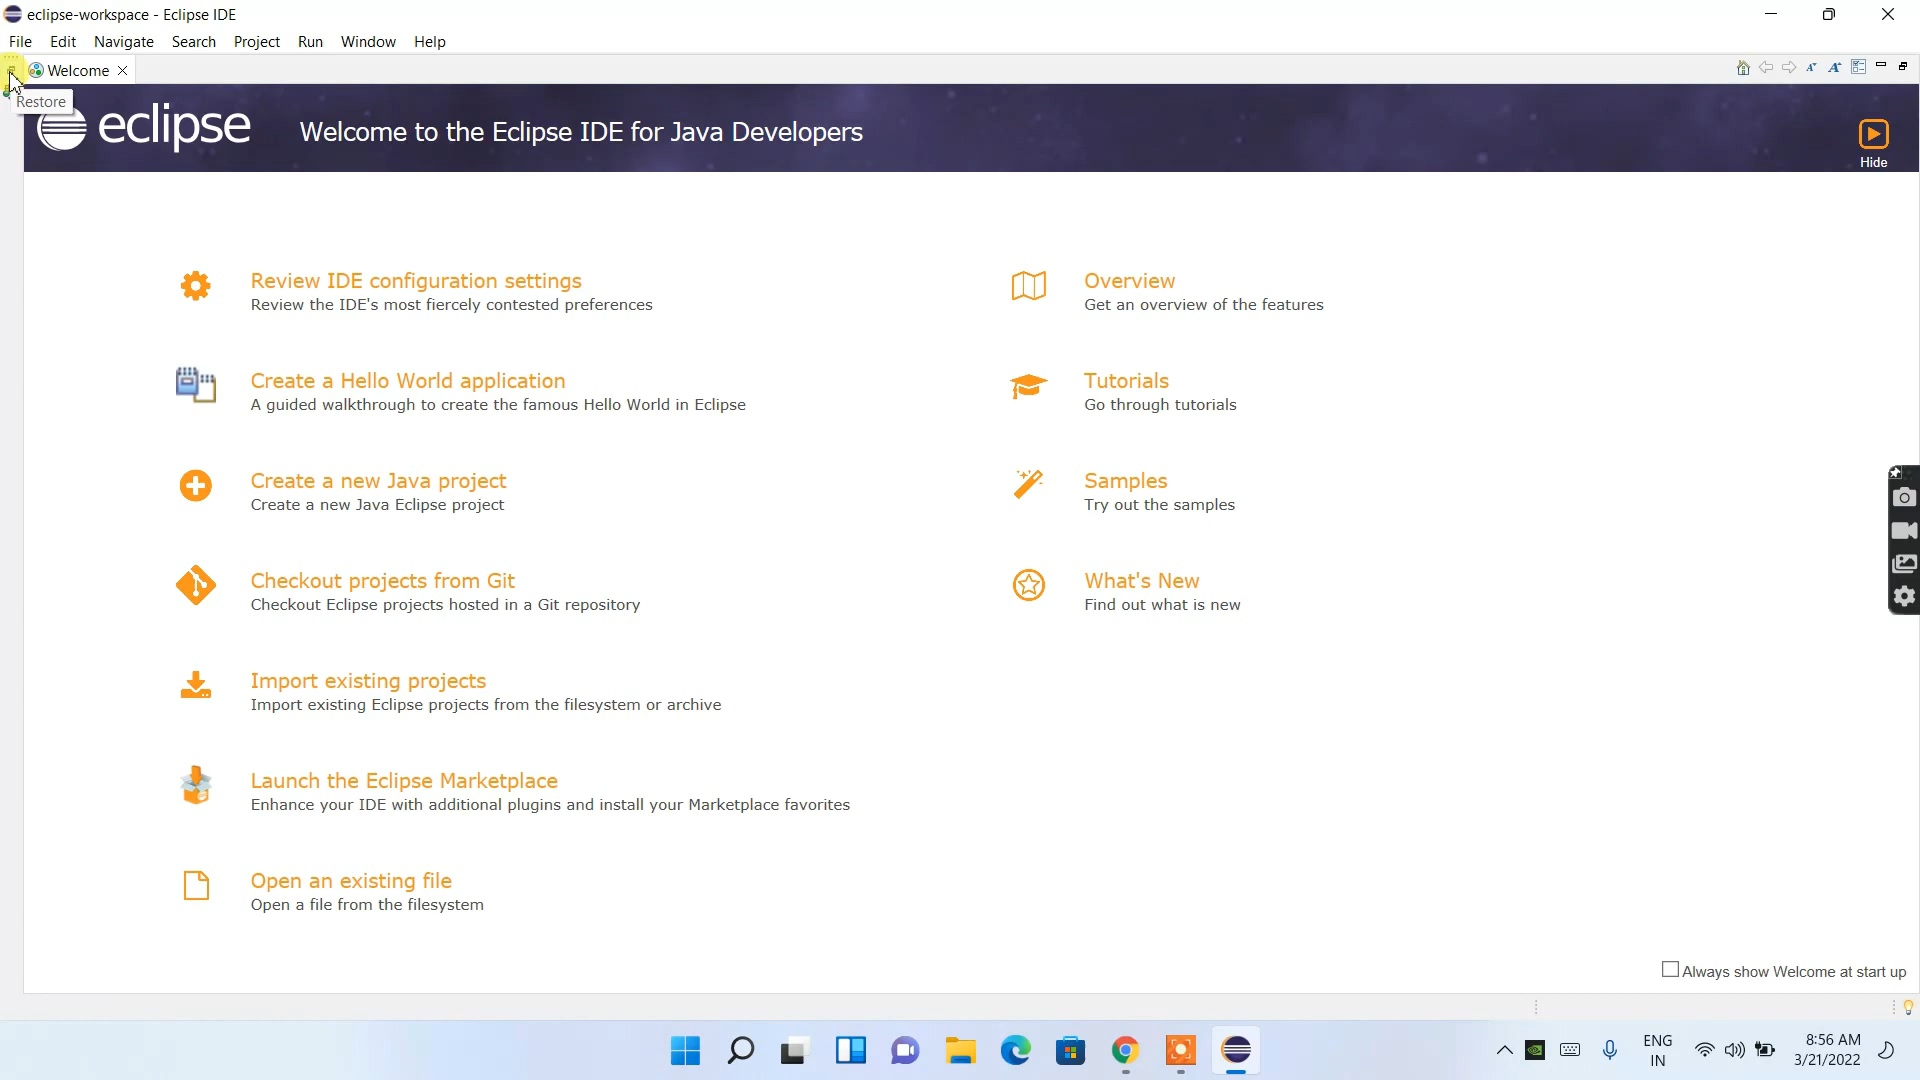 eclipse-workspace - Eclipse IDE
File Edit Navigate Search Project Run Window Help
Welcome
Restore
eclipse Welcome to the Eclipse IDE for Java Developers
Hide
Review IDE configuration settings
Review the IDE's most fiercely contested preferences
Create a Hello World application
A guided walkthrough to create the famous Hello World in Eclipse
Create a new Java project
Create a new Java Eclipse project
Checkout projects from Git
Checkout Eclipse projects hosted in a Git repository
Import existing projects
Import existing Eclipse projects from the filesystem or archive
Launch the Eclipse Marketplace
Enhance your IDE with additional plugins and install your Marketplace favorites
Open an existing file
Open a file from the filesystem
Overview
Get an overview of the features
Tutorials
Go through tutorials
Samples
Try out the samples
What's New
Find out what is new
Always show Welcome at start up
ENG
IN
8:56 AM
3/21/2022